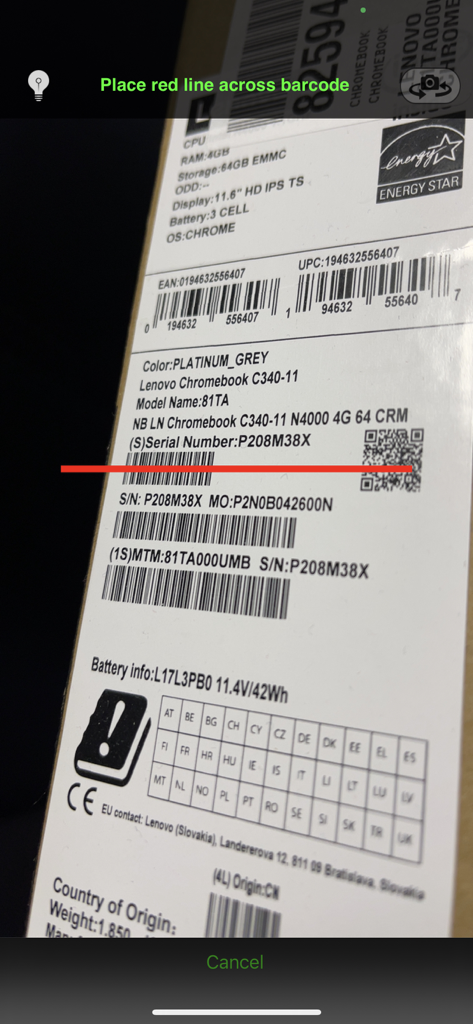 Place red line across barcode
82594
CHROMEBOOK
CHROMEBOOK
CPU
RAM:4GB
Storage:64GB EMMC
ODD:--
Display:11.6" HD IPS TS
Battery:3 CELL
OS:CHROME
energy
ENERGY STAR
EAN:0194632556407
UPC:194632556407
0 194632 556407
1 94632 55640 7
Color:PLATINUM_GREY
Lenovo Chromebook C340-11
Model Name:81TA
NB LN Chromebook C340-11 N4000 4G 64 CRM
(S)Serial Number:P208M38X
S/N: P208M38X MO:P2N0B042600N
(1S)MTM:81TA000UMB S/N:P208M38X
Battery info:L17L3PB0 11.4V/42Wh
AT BE BG CH CY CZ DE DK EE EL ES
FI FR HR HU IE IS IT LI LT LU LV
MT NL NO PL PT RO SE SI SK TR UK
CE EU contact: Lenovo (Slovakia), Landererova 12, 811 09 Bratislava, Slovakia
(4L) Origin:CN
Country of Origin:
Weight:1.850
Cancel